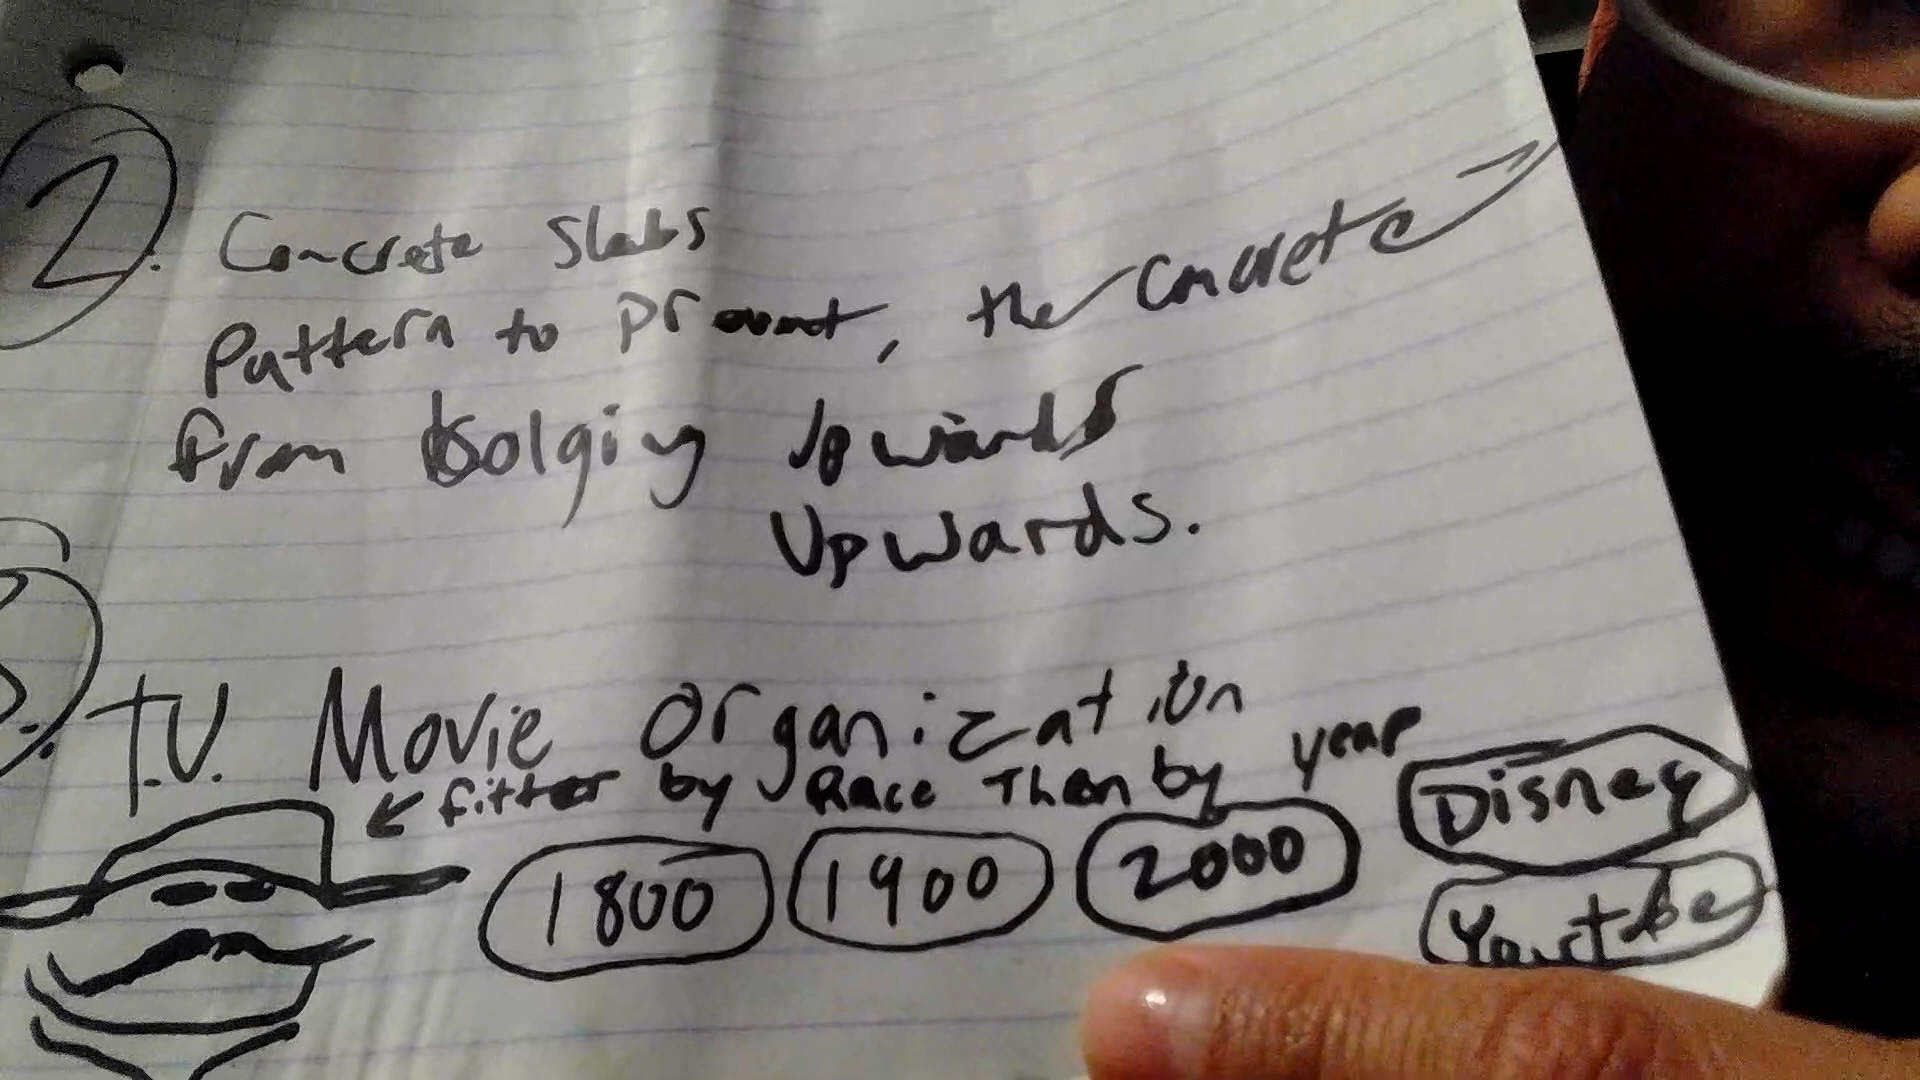 2.
Concrete Slabs
Pattern to prevent, the concrete
from bolging upwards
Upwards.
3.
T.V. Movie Organization
fitter by Race Then by year
1800 1900 2000 Disney
Youtube